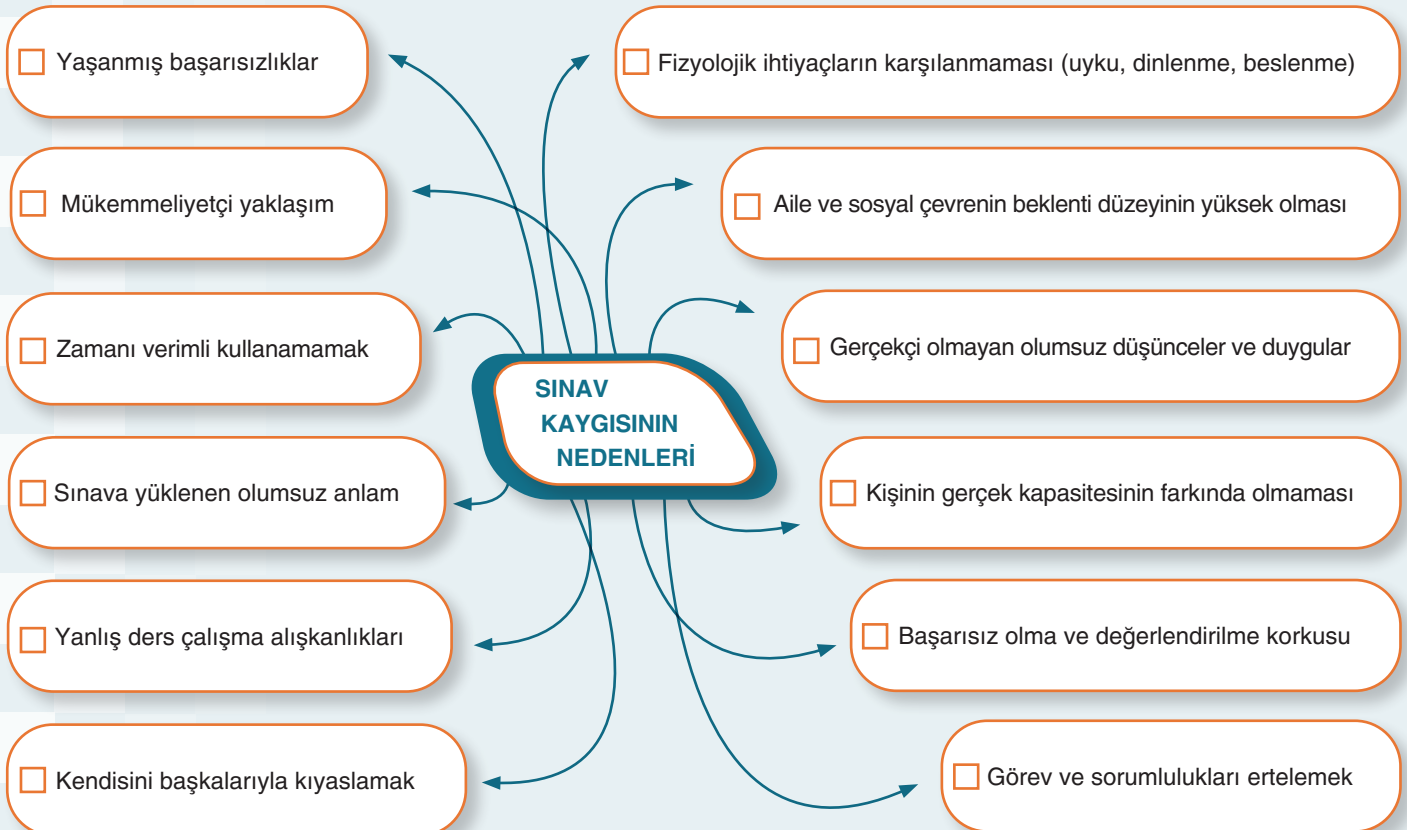 Yaşanmış başarısızlıklar
Fizyolojik ihtiyaçların karşılanmaması (uyku, dinlenme, beslenme)
Mükemmeliyetçi yaklaşım
Aile ve sosyal çevrenin beklenti düzeyinin yüksek olması
Zamanı verimli kullanamamak
Gerçekçi olmayan olumsuz düşünceler ve duygular
SINAV
KAYGISININ
NEDENLERİ
Sınava yüklenen olumsuz anlam
Kişinin gerçek kapasitesinin farkında olmaması
Yanlış ders çalışma alışkanlıkları
Başarısız olma ve değerlendirilme korkusu
Kendisini başkalarıyla kıyaslamak
Görev ve sorumlulukları ertelemek